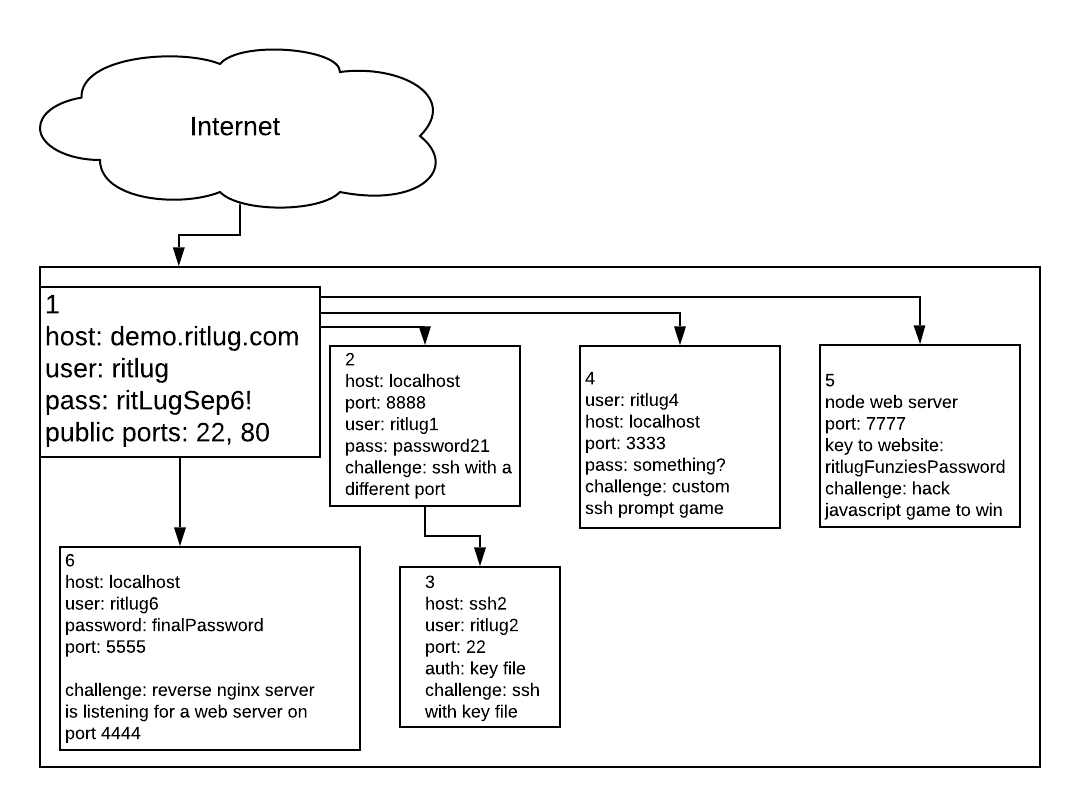 Internet
1
host: demo.ritlug.com
user: ritlug
pass: ritLugSep6!
public ports: 22, 80
2
host: localhost
port: 8888
user: ritlug1
pass: password21
challenge: ssh with a
different port
4
user: ritlug4
host: localhost
port: 3333
pass: something?
challenge: custom
ssh prompt game
5
node web server
port: 7777
key to website:
ritlugFunziesPassword
challenge: hack
javascript game to win
6
host: localhost
user: ritlug6
password: finalPassword
port: 5555
challenge: reverse nginx server
is listening for a web server on
port 4444
3
host: ssh2
user: ritlug2
port: 22
auth: key file
challenge: ssh
with key file